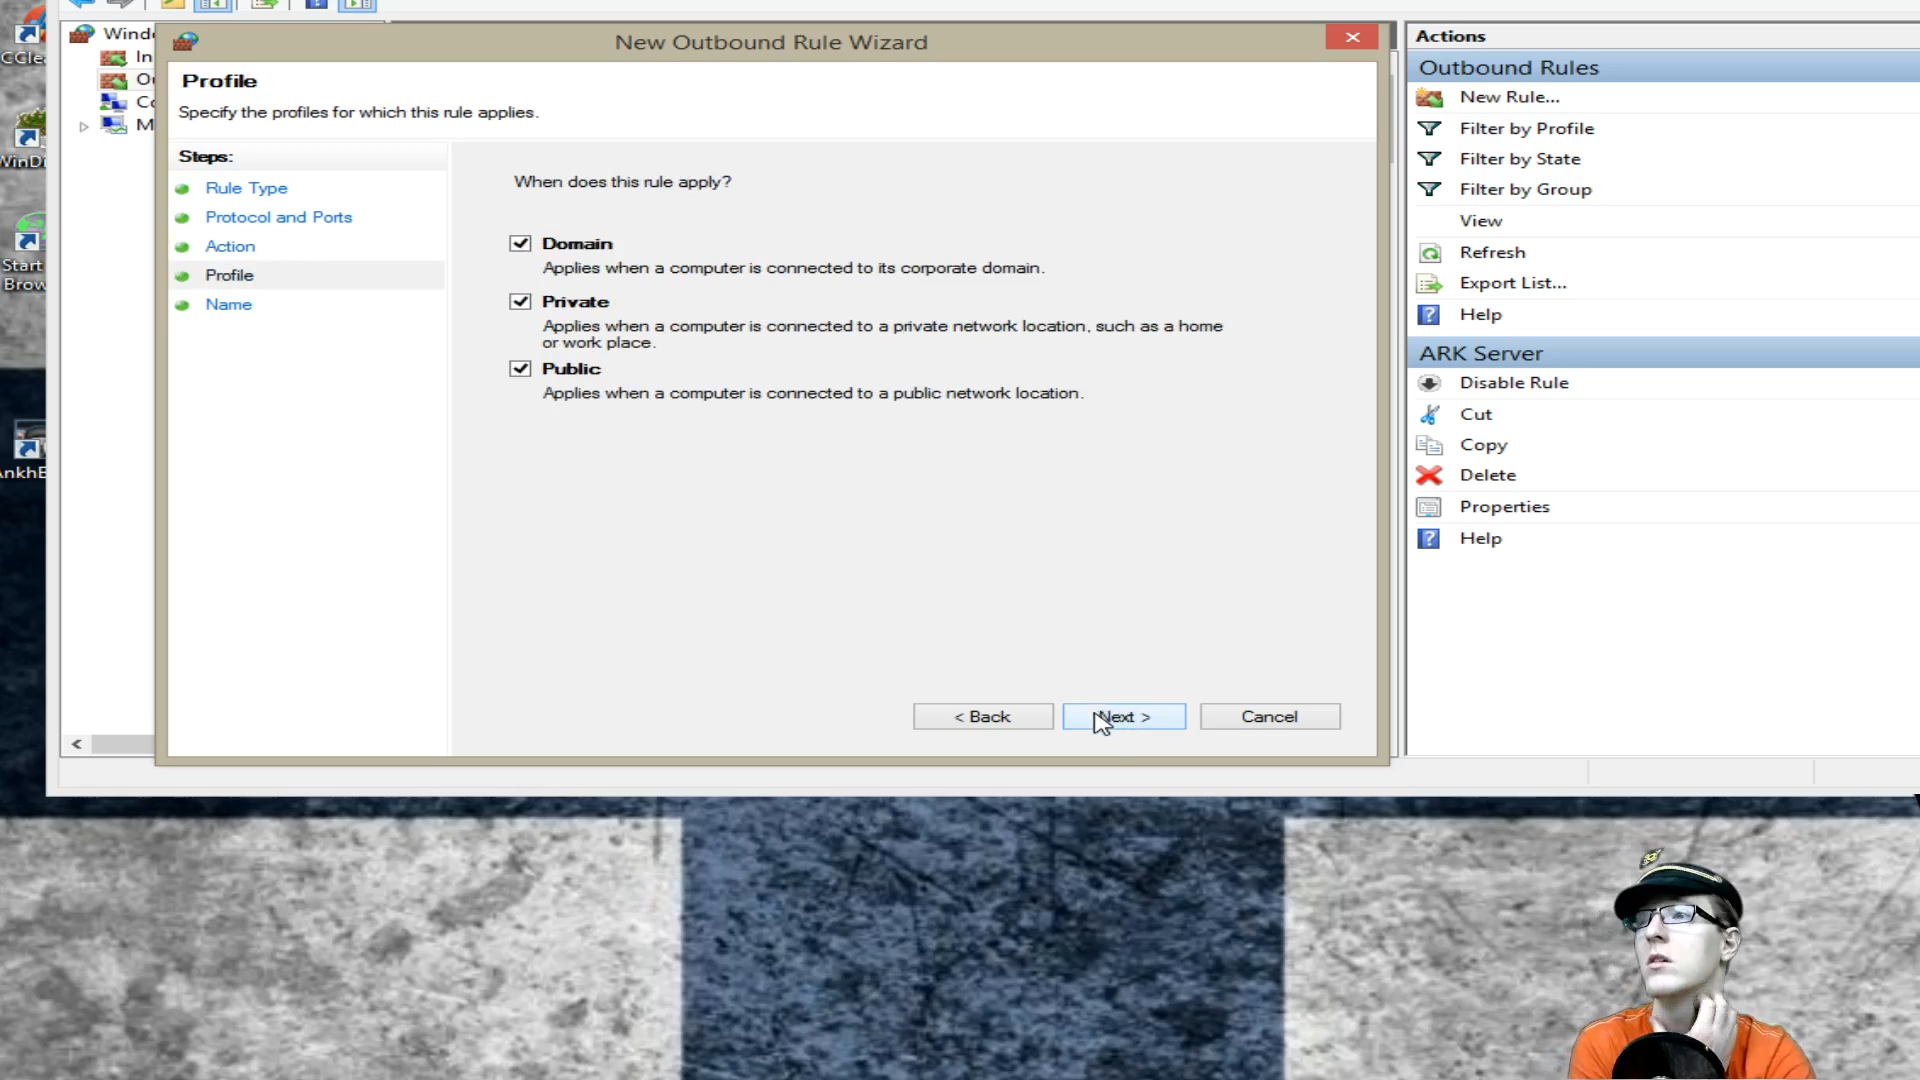 New Outbound Rule Wizard
Profile
Specify the profiles for which this rule applies.
Steps:
Rule Type
Protocol and Ports
Action
Profile
Name
When does this rule apply?
Domain
Applies when a computer is connected to its corporate domain.
Private
Applies when a computer is connected to a private network location, such as a home
or work place.
Public
Applies when a computer is connected to a public network location.
< Back
Next >
Cancel
Actions
Outbound Rules
New Rule...
Filter by Profile
Filter by State
Filter by Group
View
Refresh
Export List...
Help
ARK Server
Disable Rule
Cut
Copy
Delete
Properties
Help
Start